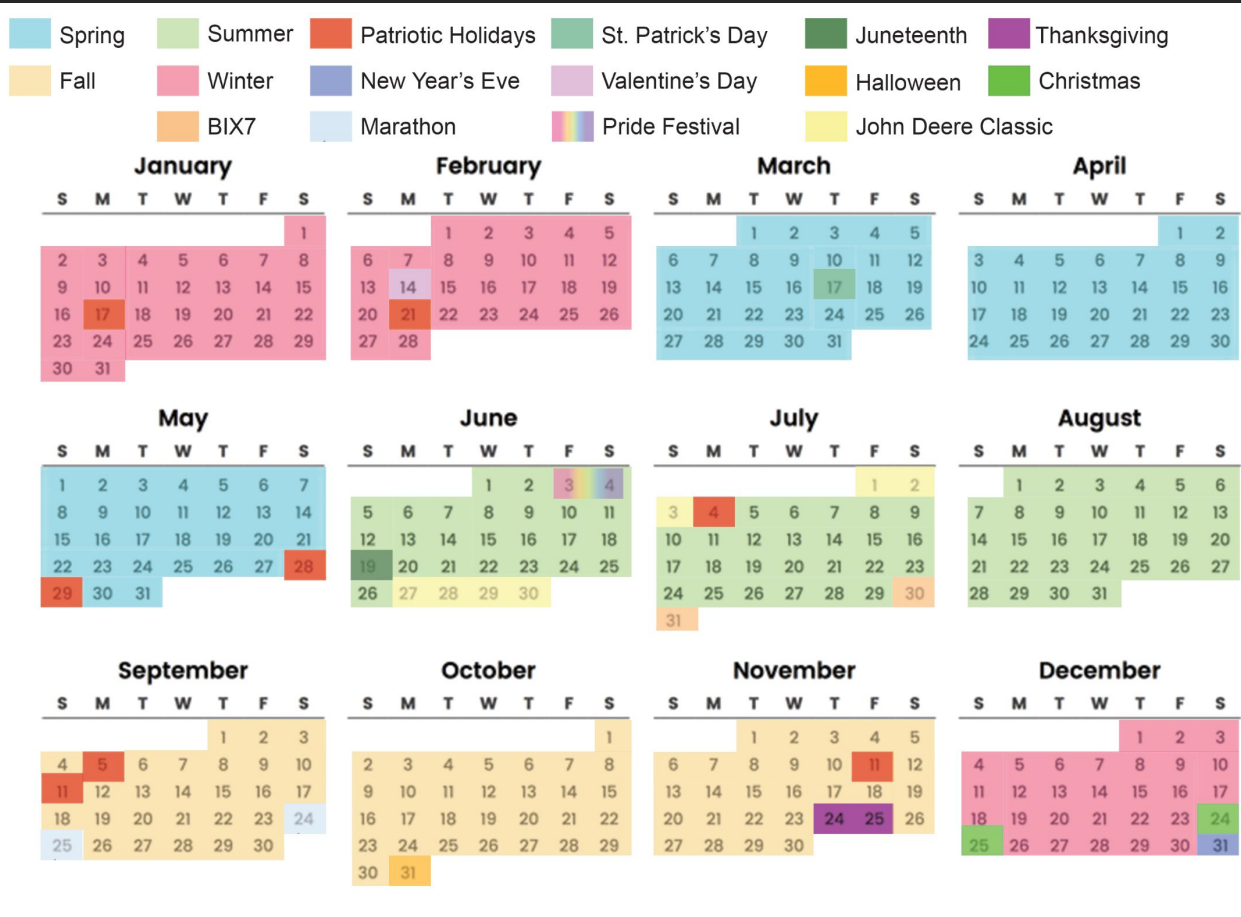 Spring Summer Patriotic Holidays St. Patrick's Day Juneteenth Thanksgiving
Fall Winter New Year's Eve Valentine's Day Halloween Christmas
BIX7 Marathon Pride Festival John Deere Classic
January
S M T W T F S
1
2 3 4 5 6 7 8
9 10 11 12 13 14 15
16 17 18 19 20 21 22
23 24 25 26 27 28 29
30 31
February
S M T W T F S
1 2 3 4 5
6 7 8 9 10 11 12
13 14 15 16 17 18 19
20 21 22 23 24 25 26
27 28
March
S M T W T F S
1 2 3 4 5
6 7 8 9 10 11 12
13 14 15 16 17 18 19
20 21 22 23 24 25 26
27 28 29 30 31
April
S M T W T F S
1 2
3 4 5 6 7 8 9
10 11 12 13 14 15 16
17 18 19 20 21 22 23
24 25 26 27 28 29 30
May
S M T W T F S
1 2 3 4 5 6 7
8 9 10 11 12 13 14
15 16 17 18 19 20 21
22 23 24 25 26 27 28
29 30 31
June
S M T W T F S
1 2 3 4
5 6 7 8 9 10 11
12 13 14 15 16 17 18
19 20 21 22 23 24 25
26 27 28 29 30
July
S M T W T F S
1 2
3 4 5 6 7 8 9
10 11 12 13 14 15 16
17 18 19 20 21 22 23
24 25 26 27 28 29 30
31
August
S M T W T F S
1 2 3 4 5 6
7 8 9 10 11 12 13
14 15 16 17 18 19 20
21 22 23 24 25 26 27
28 29 30 31
September
S M T W T F S
1 2 3
4 5 6 7 8 9 10
11 12 13 14 15 16 17
18 19 20 21 22 23 24
25 26 27 28 29 30
October
S M T W T F S
1
2 3 4 5 6 7 8
9 10 11 12 13 14 15
16 17 18 19 20 21 22
23 24 25 26 27 28 29
30 31
November
S M T W T F S
1 2 3 4 5
6 7 8 9 10 11 12
13 14 15 16 17 18 19
20 21 22 23 24 25 26
27 28 29 30
December
S M T W T F S
1 2 3
4 5 6 7 8 9 10
11 12 13 14 15 16 17
18 19 20 21 22 23 24
25 26 27 28 29 30 31